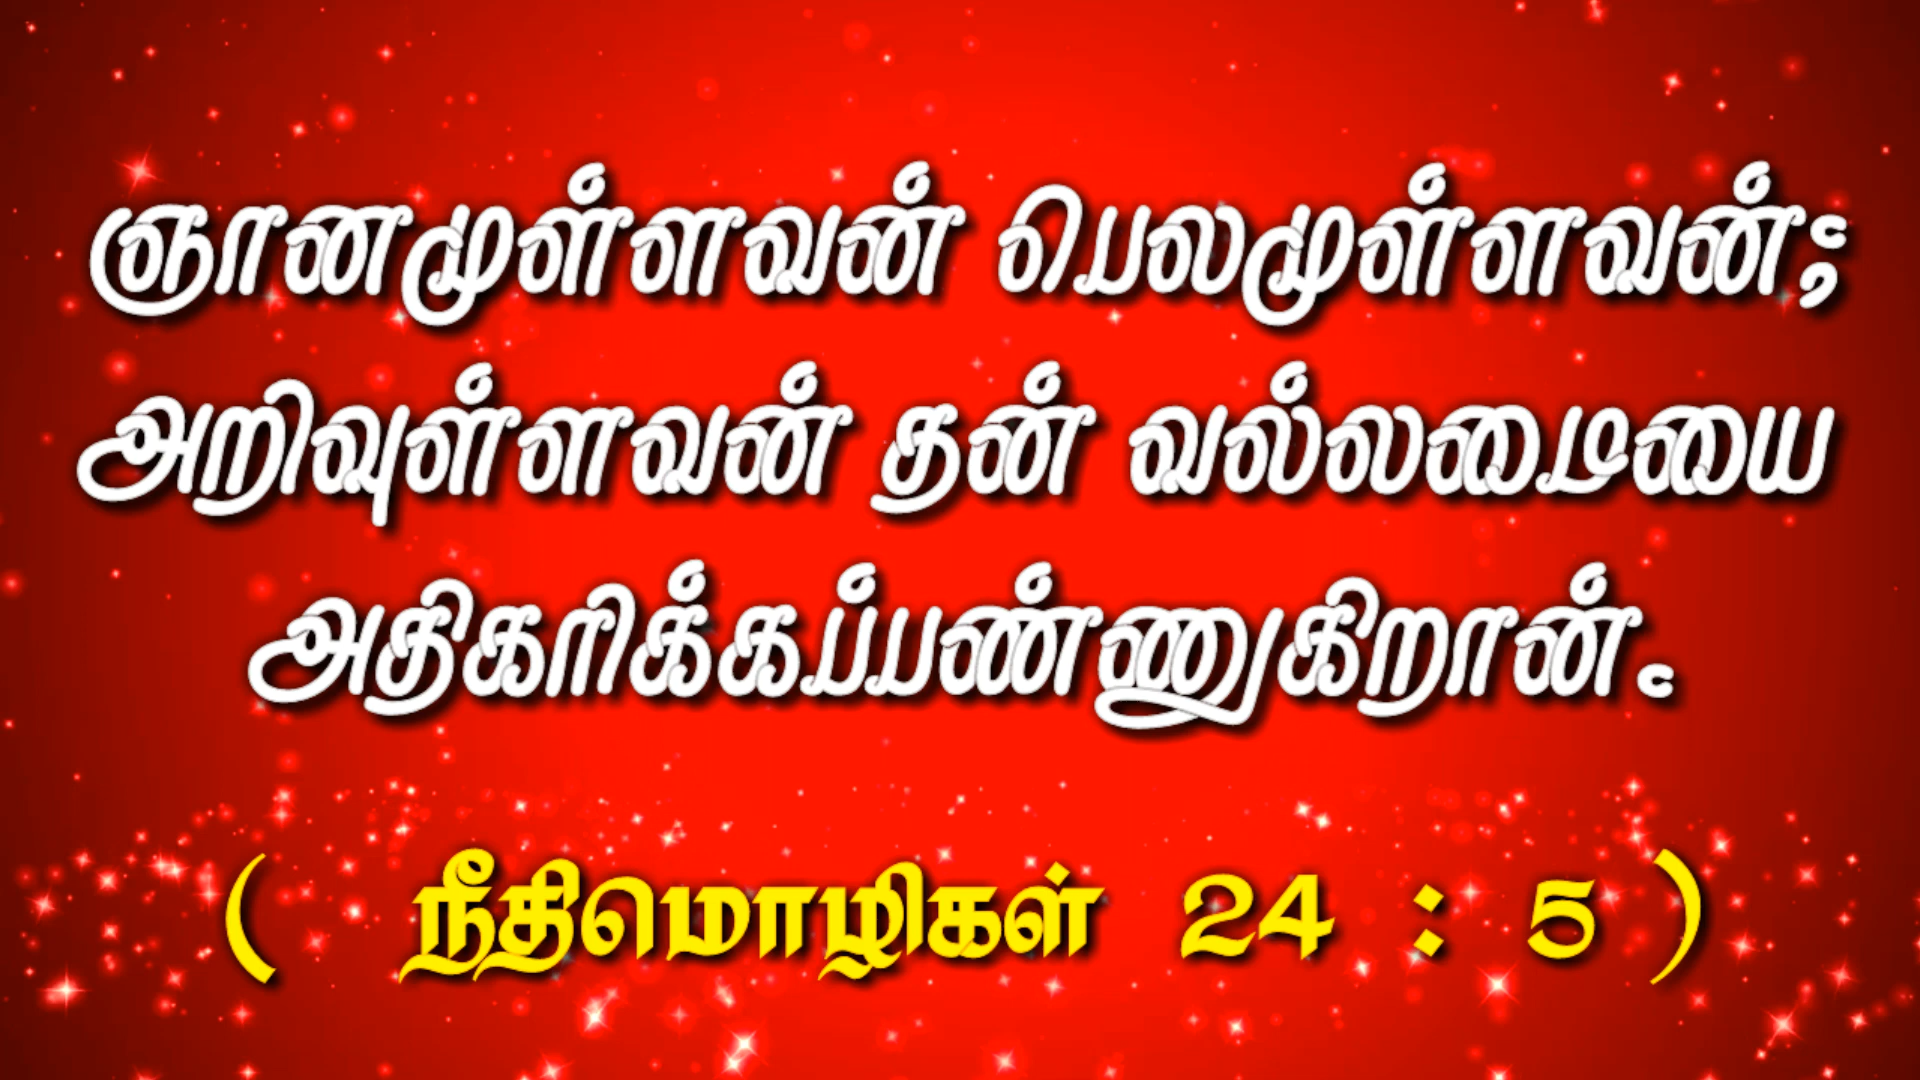 ஞானமுள்ளவன் பெலமுள்ளவன்;
அறிவுள்ளவன் தன் வல்லமையை
அதிகரிக்கப்பண்ணுகிறான்.
( நீதிமொழிகள் 24 : 5 )